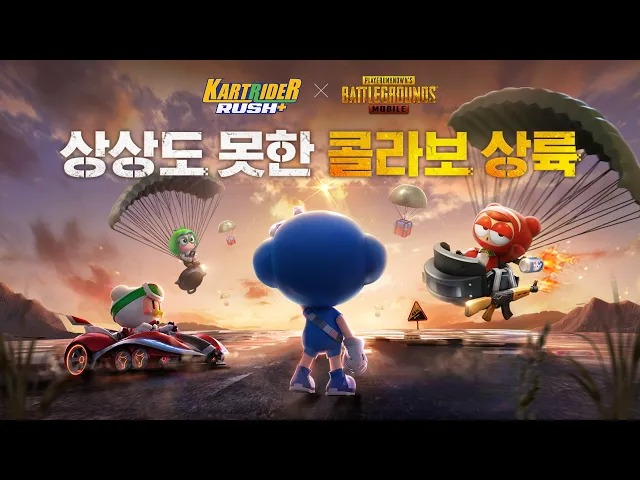 KARTRIDER RUSH+ × PLAYERUNKNOWN'S BATTLEGROUNDS MOBILE
상상도 못한 콜라보 상륙